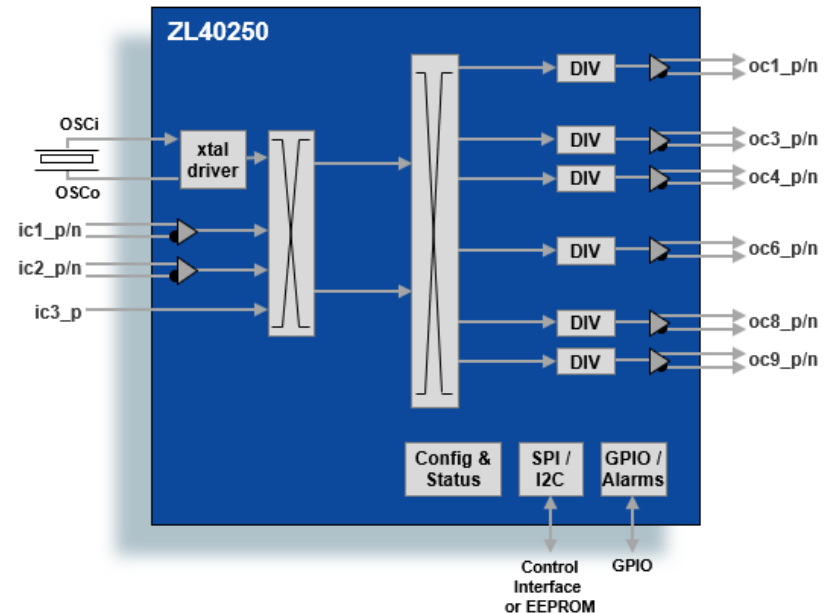 ZL40250
OSCi
OSCo
xtal
driver
ic1_p/n
ic2_p/n
ic3_p
DIV
oc1_p/n
DIV
oc3_p/n
DIV
oc4_p/n
DIV
oc6_p/n
DIV
oc8_p/n
DIV
oc9_p/n
Config &
Status
SPI /
I2C
GPIO /
Alarms
Control
Interface
or EEPROM
GPIO